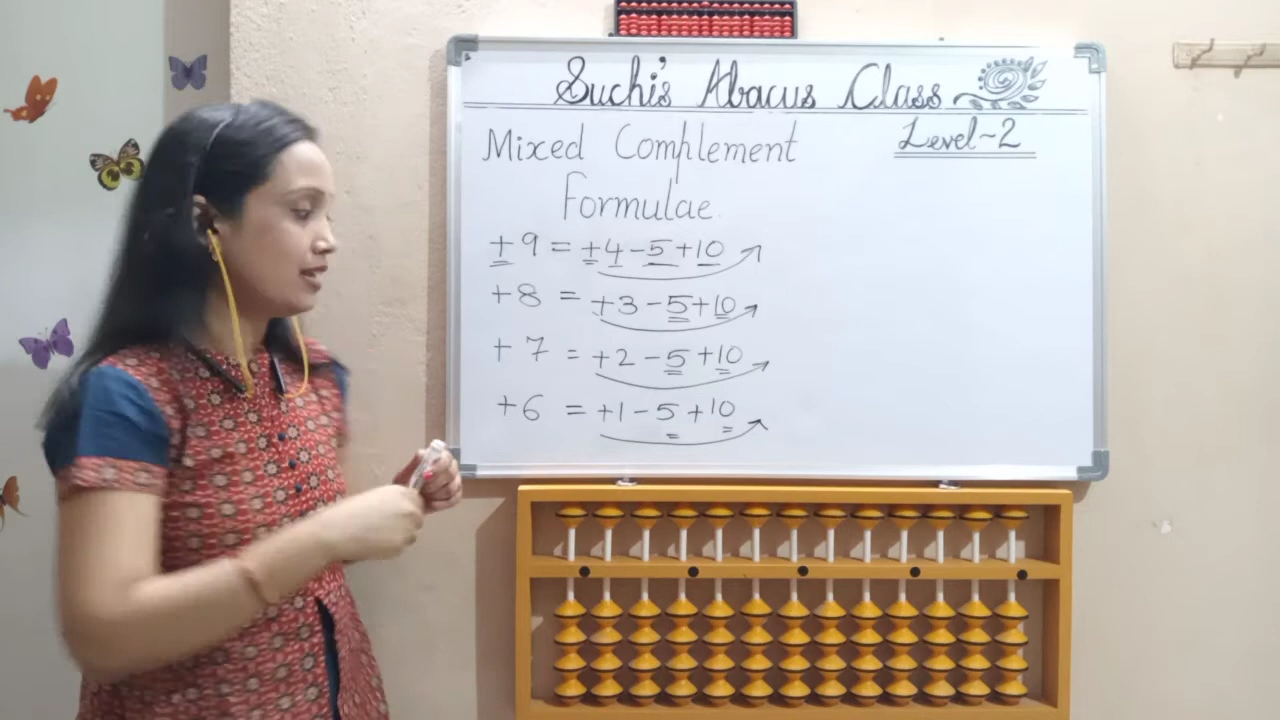 Suchi's Abacus Class
Level-2
Mixed Complement
Formulae
+9 = +4-5+10
+8 = +3-5+10
+7 = +2-5+10
+6 = +1-5+10